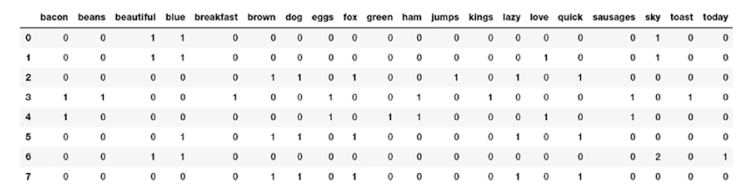 bacon beans beautiful blue breakfast brown dog eggs fox green ham jumps kings lazy love quick sausages sky toast today
0 0 0 1 1 0 0 0 0 0 0 0 0 0 0 0 0 0 1 0 0
1 0 0 1 1 0 0 0 0 0 0 0 0 0 0 1 0 0 1 0 0
2 0 0 0 0 0 1 1 0 1 0 0 1 0 1 0 1 0 0 0 0
3 1 1 0 0 1 0 0 1 0 0 1 0 1 0 0 0 1 0 1 0
4 1 0 0 0 0 0 0 1 0 1 1 0 0 0 1 0 1 0 0 0
5 0 0 0 1 0 1 1 0 1 0 0 0 0 1 0 1 0 0 0 0
6 0 0 1 1 0 0 0 0 0 0 0 0 0 0 0 0 0 2 0 1
7 0 0 0 0 0 1 1 0 1 0 0 0 0 1 0 1 0 0 0 0